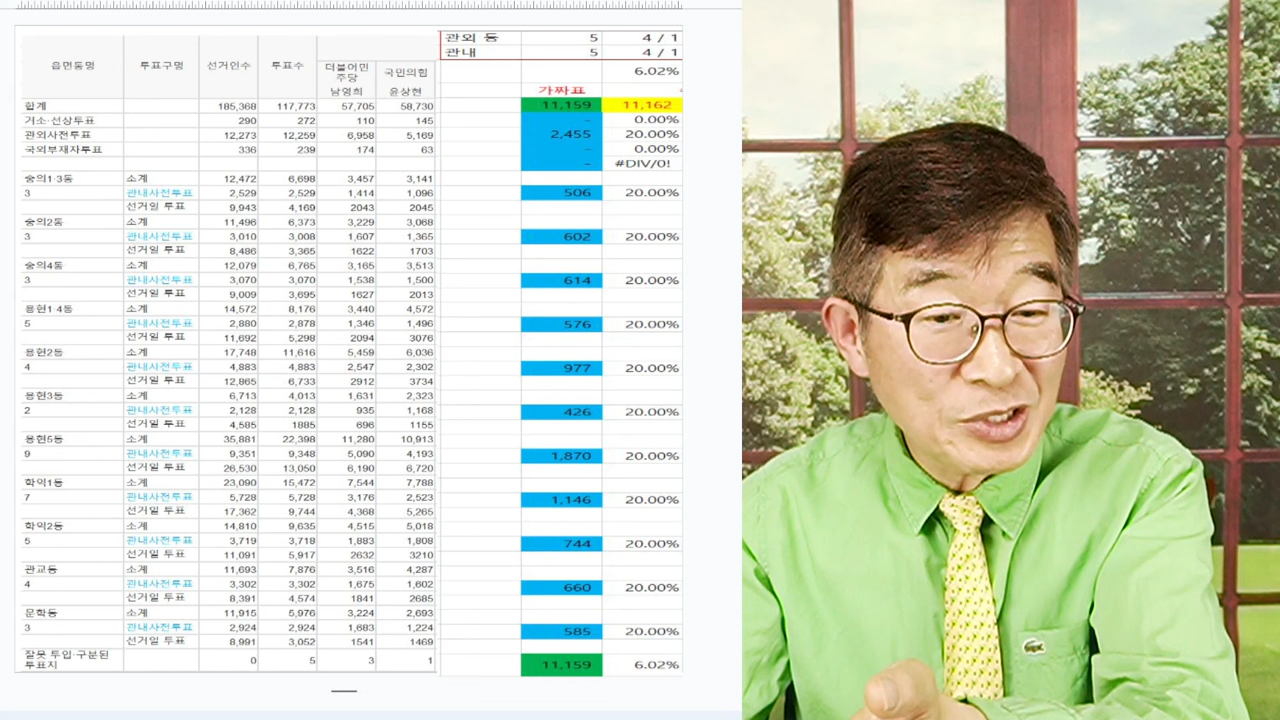 관외 등 5 4 / 1
관내 5 4 / 1
6.02%
읍면동명 투표구명 선거인수 투표수 더불어민주당 남영희 국민의힘 윤상현 가짜표
합계 185,368 117,773 57,705 58,730 11,159 11,162
거소·선상투표 290 272 110 145 - 0.00%
관외사전투표 12,273 12,259 6,958 5,169 2,455 20.00%
국외부재자투표 336 239 174 63 - 0.00%
- #DIV/0!
숭의1·3동 소계 12,472 6,698 3,457 3,141
3 관내사전투표 2,529 2,529 1,414 1,096 506 20.00%
선거일 투표 9,943 4,169 2043 2045
숭의2동 소계 11,496 6,373 3,229 3,068
3 관내사전투표 3,010 3,008 1,607 1,365 602 20.00%
선거일 투표 8,486 3,365 1622 1703
숭의4동 소계 12,079 6,765 3,165 3,513
3 관내사전투표 3,070 3,070 1,538 1,500 614 20.00%
선거일 투표 9,009 3,695 1627 2013
용현1·4동 소계 14,572 8,176 3,440 4,572
5 관내사전투표 2,880 2,878 1,346 1,496 576 20.00%
선거일 투표 11,692 5,298 2094 3076
용현2동 소계 17,748 11,616 5,459 6,036
4 관내사전투표 4,883 4,883 2,547 2,302 977 20.00%
선거일 투표 12,865 6,733 2912 3734
용현3동 소계 6,713 4,013 1,631 2,323
2 관내사전투표 2,128 2,128 935 1,168 426 20.00%
선거일 투표 4,585 1885 696 1155
용현5동 소계 35,881 22,398 11,280 10,913
9 관내사전투표 9,351 9,348 5,090 4,193 1,870 20.00%
선거일 투표 26,530 13,050 6,190 6,720
학익1동 소계 23,090 15,472 7,544 7,788
7 관내사전투표 5,728 5,728 3,176 2,523 1,146 20.00%
선거일 투표 17,362 9,744 4,368 5,265
학익2동 소계 14,810 9,635 4,515 5,018
5 관내사전투표 3,719 3,718 1,883 1,808 744 20.00%
선거일 투표 11,091 5,917 2632 3210
관교동 소계 11,693 7,876 3,516 4,287
4 관내사전투표 3,302 3,302 1,675 1,602 660 20.00%
선거일 투표 8,391 4,574 1841 2685
문학동 소계 11,915 5,976 3,224 2,693
3 관내사전투표 2,924 2,924 1,683 1,224 585 20.00%
선거일 투표 8,991 3,052 1541 1469
잘못 투입·구분된 투표지 0 5 3 1 11,159 6.02%